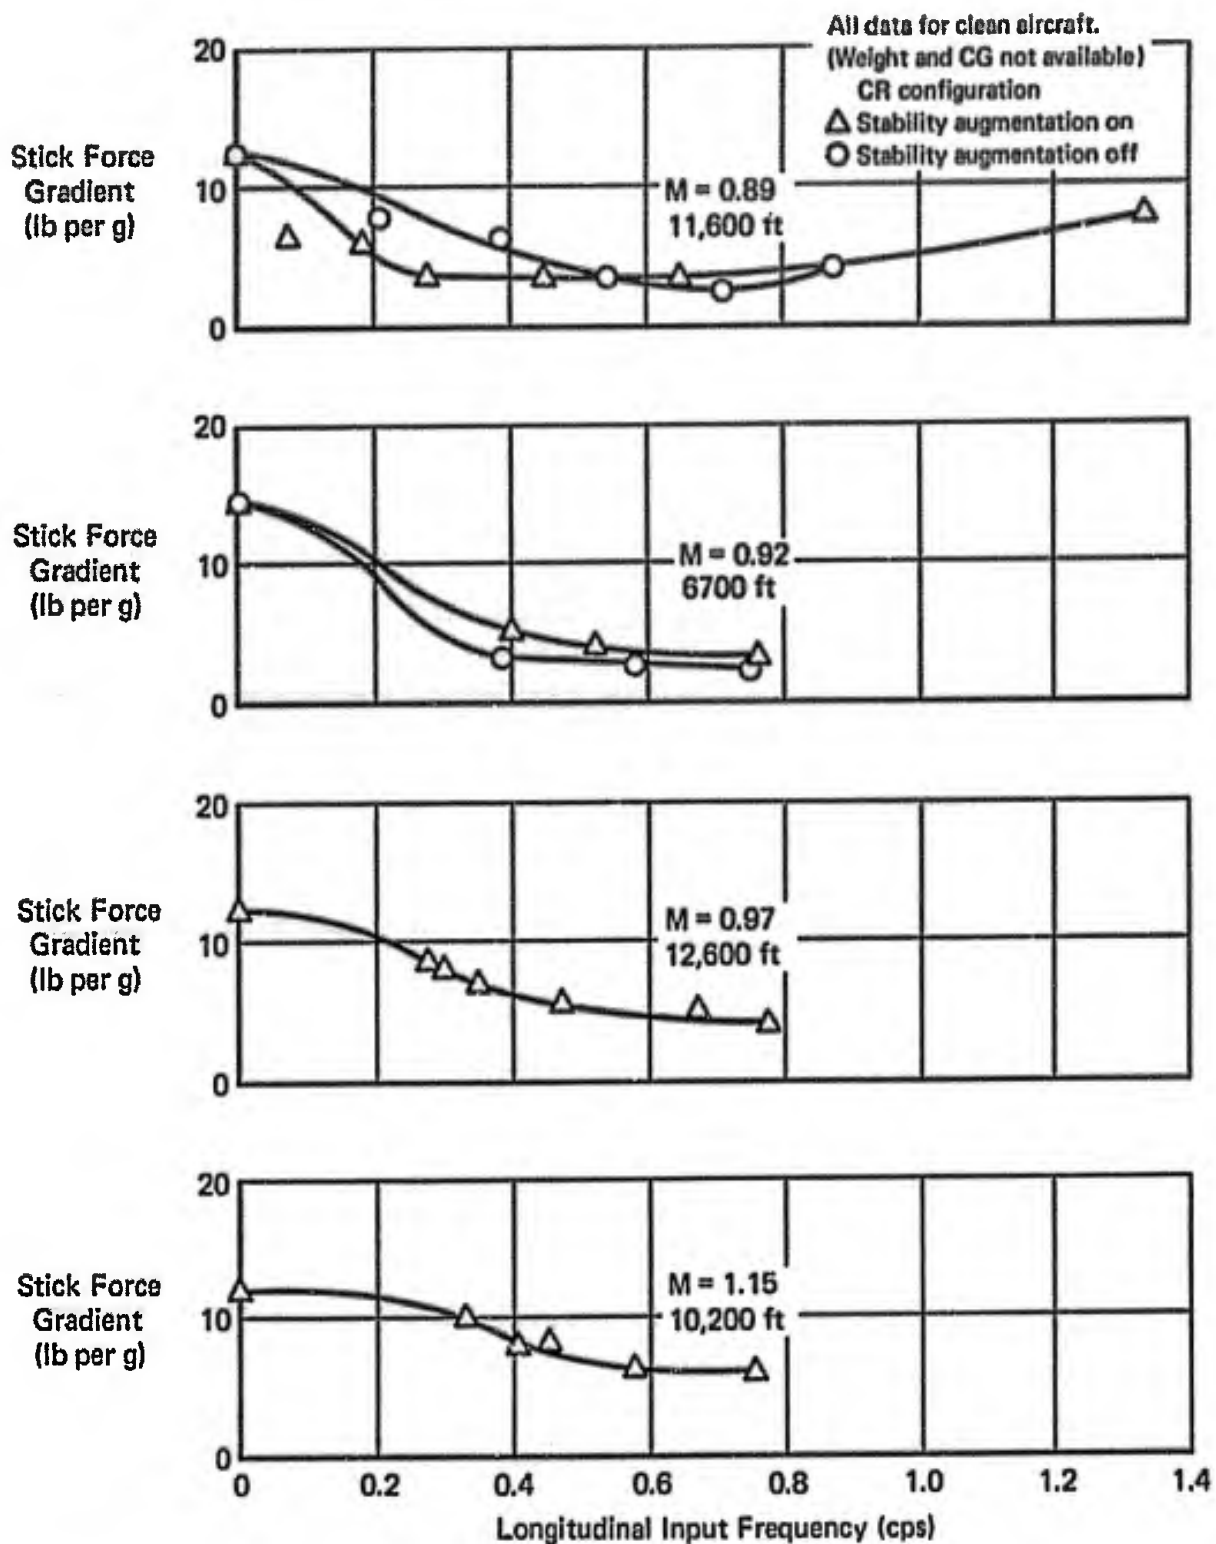 All data for clean aircraft.
(Weight and CG not available)
CR configuration
△ Stability augmentation on
○ Stability augmentation off
20
10
0
Stick Force
Gradient
(lb per g)
M = 0.89
11,600 ft
20
10
0
Stick Force
Gradient
(lb per g)
M = 0.92
6700 ft
20
10
0
Stick Force
Gradient
(lb per g)
M = 0.97
12,600 ft
20
10
0
Stick Force
Gradient
(lb per g)
M = 1.15
10,200 ft
0 0.2 0.4 0.6 0.8 1.0 1.2 1.4
Longitudinal Input Frequency (cps)